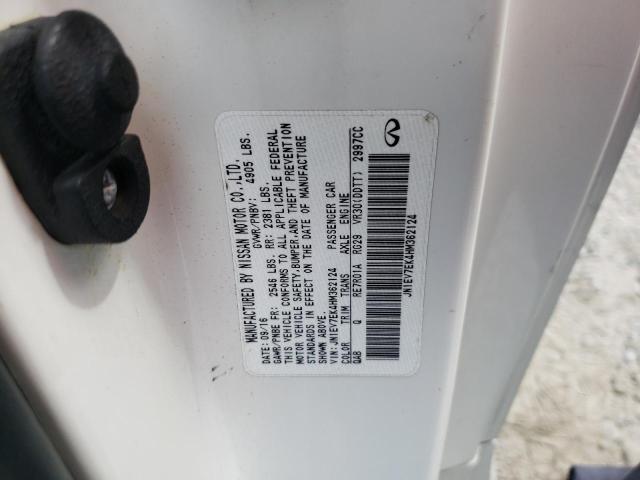 MANUFACTURED BY NISSAN MOTOR CO.,LTD.
GVWR/PNBV: 4905 LBS.
DATE: 09/16
GAWR/PNBE FR: 2546 LBS. RR: 2381 LBS.
THIS VEHICLE CONFORMS TO ALL APPLICABLE FEDERAL
MOTOR VEHICLE SAFETY,BUMPER,AND THEFT PREVENTION
STANDARDS IN EFFECT ON THE DATE OF MANUFACTURE
SHOWN ABOVE.
VIN: JN1EV7EK4HM362124 PASSENGER CAR
COLOR TRIM TRANS AXLE ENGINE
QAB Q RE7R01A RG29 VR30(DDTT) 2997CC
JN1EV7EK4HM362124